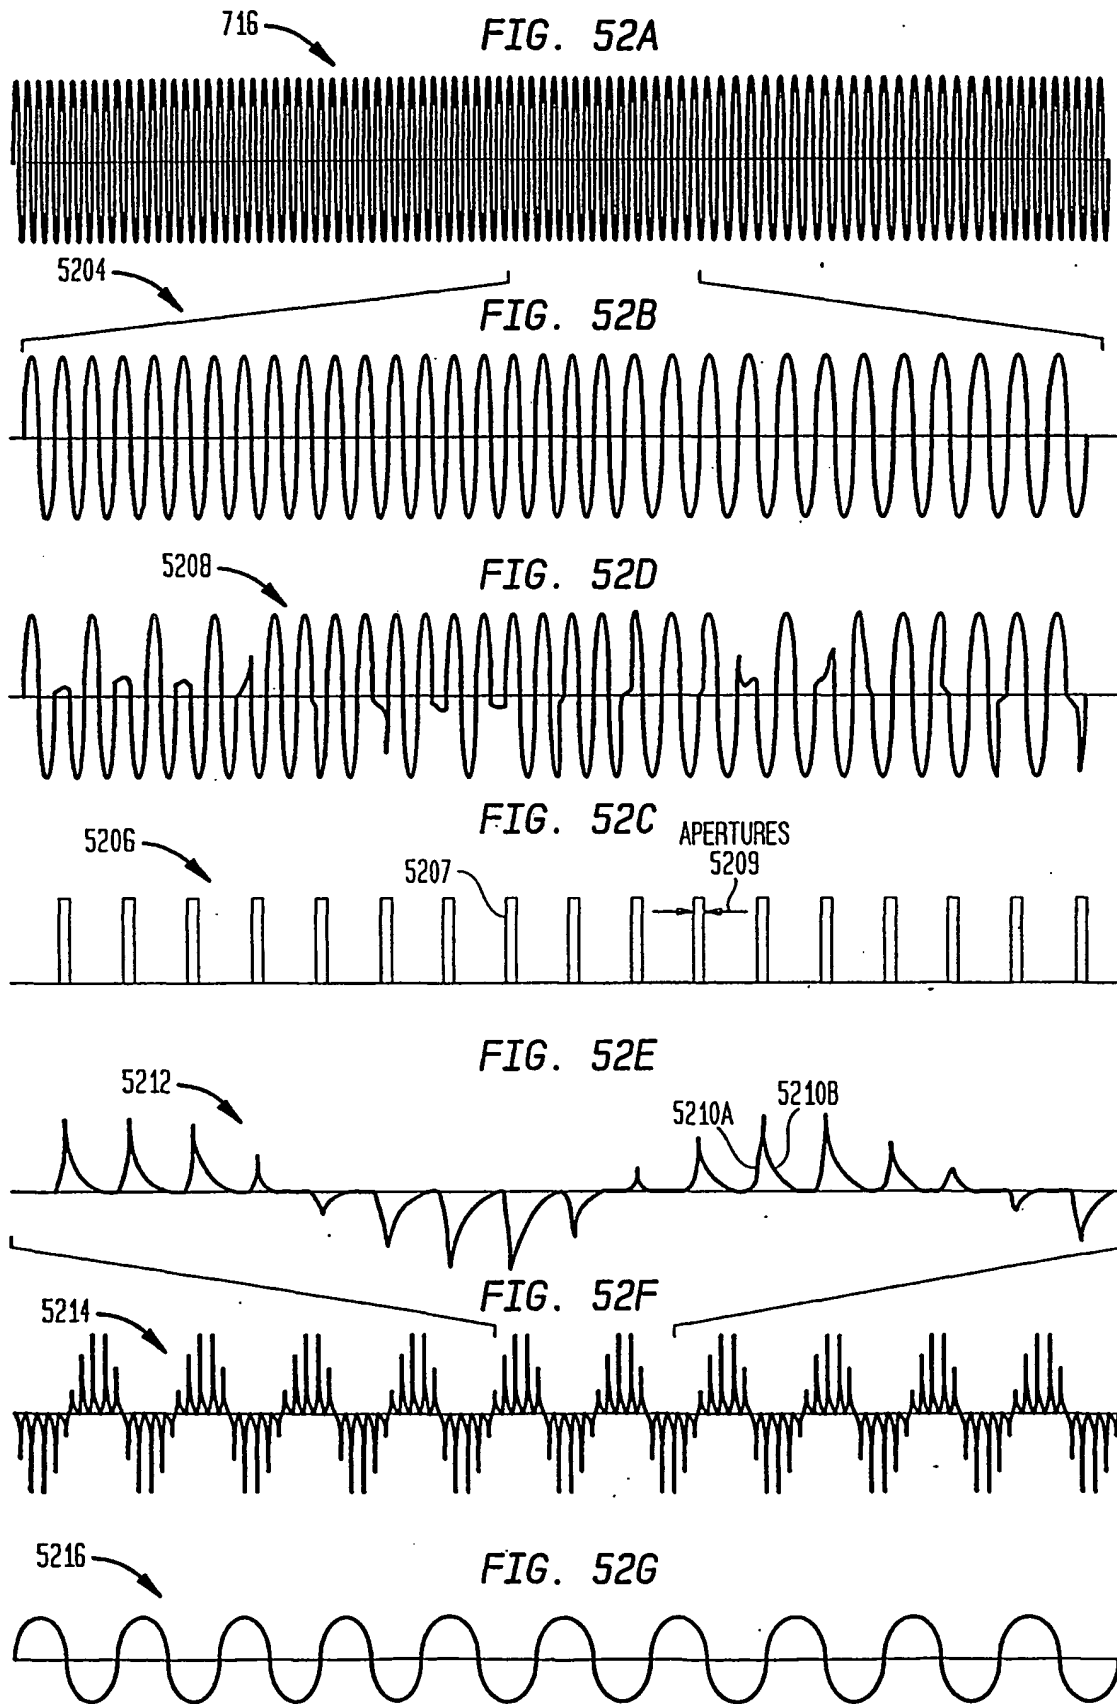 716
FIG. 52A
5204
FIG. 52B
5208
FIG. 52D
FIG. 52C
5206
5207
APERTURES
5209
FIG. 52E
5212
5210A
5210B
FIG. 52F
5214
5216
FIG. 52G